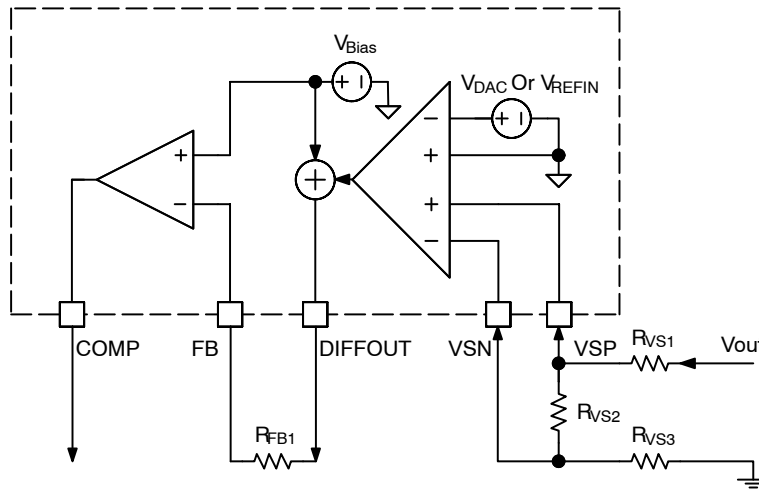 VBias
VDAC Or VREFIN
+ −
+ −
−
+
+
−
+
−
+
COMP
FB
DIFFOUT
VSN
VSP
RVS1
Vout
RVS2
RFB1
RVS3